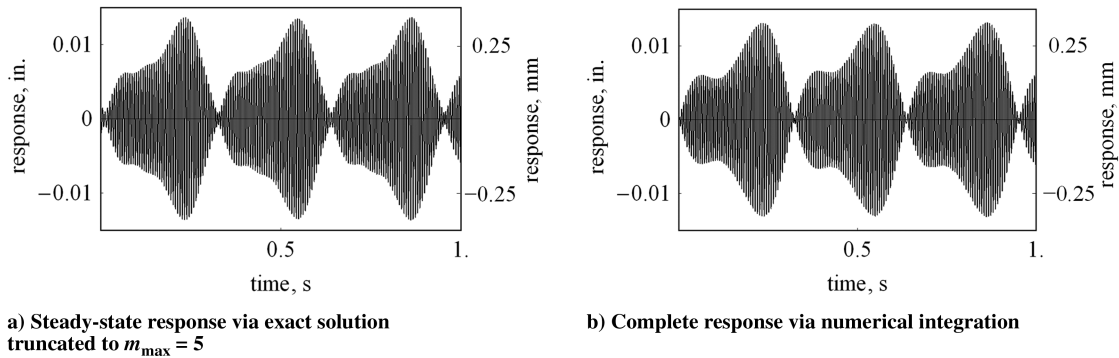 0.01
0
−0.01
response, in.
0.25
−0.25
response, mm
0.5
1.
time, s
a) Steady-state response via exact solution
truncated to m_max = 5
0.01
0
−0.01
response, in.
0.25
−0.25
response, mm
0.5
1.
time, s
b) Complete response via numerical integration